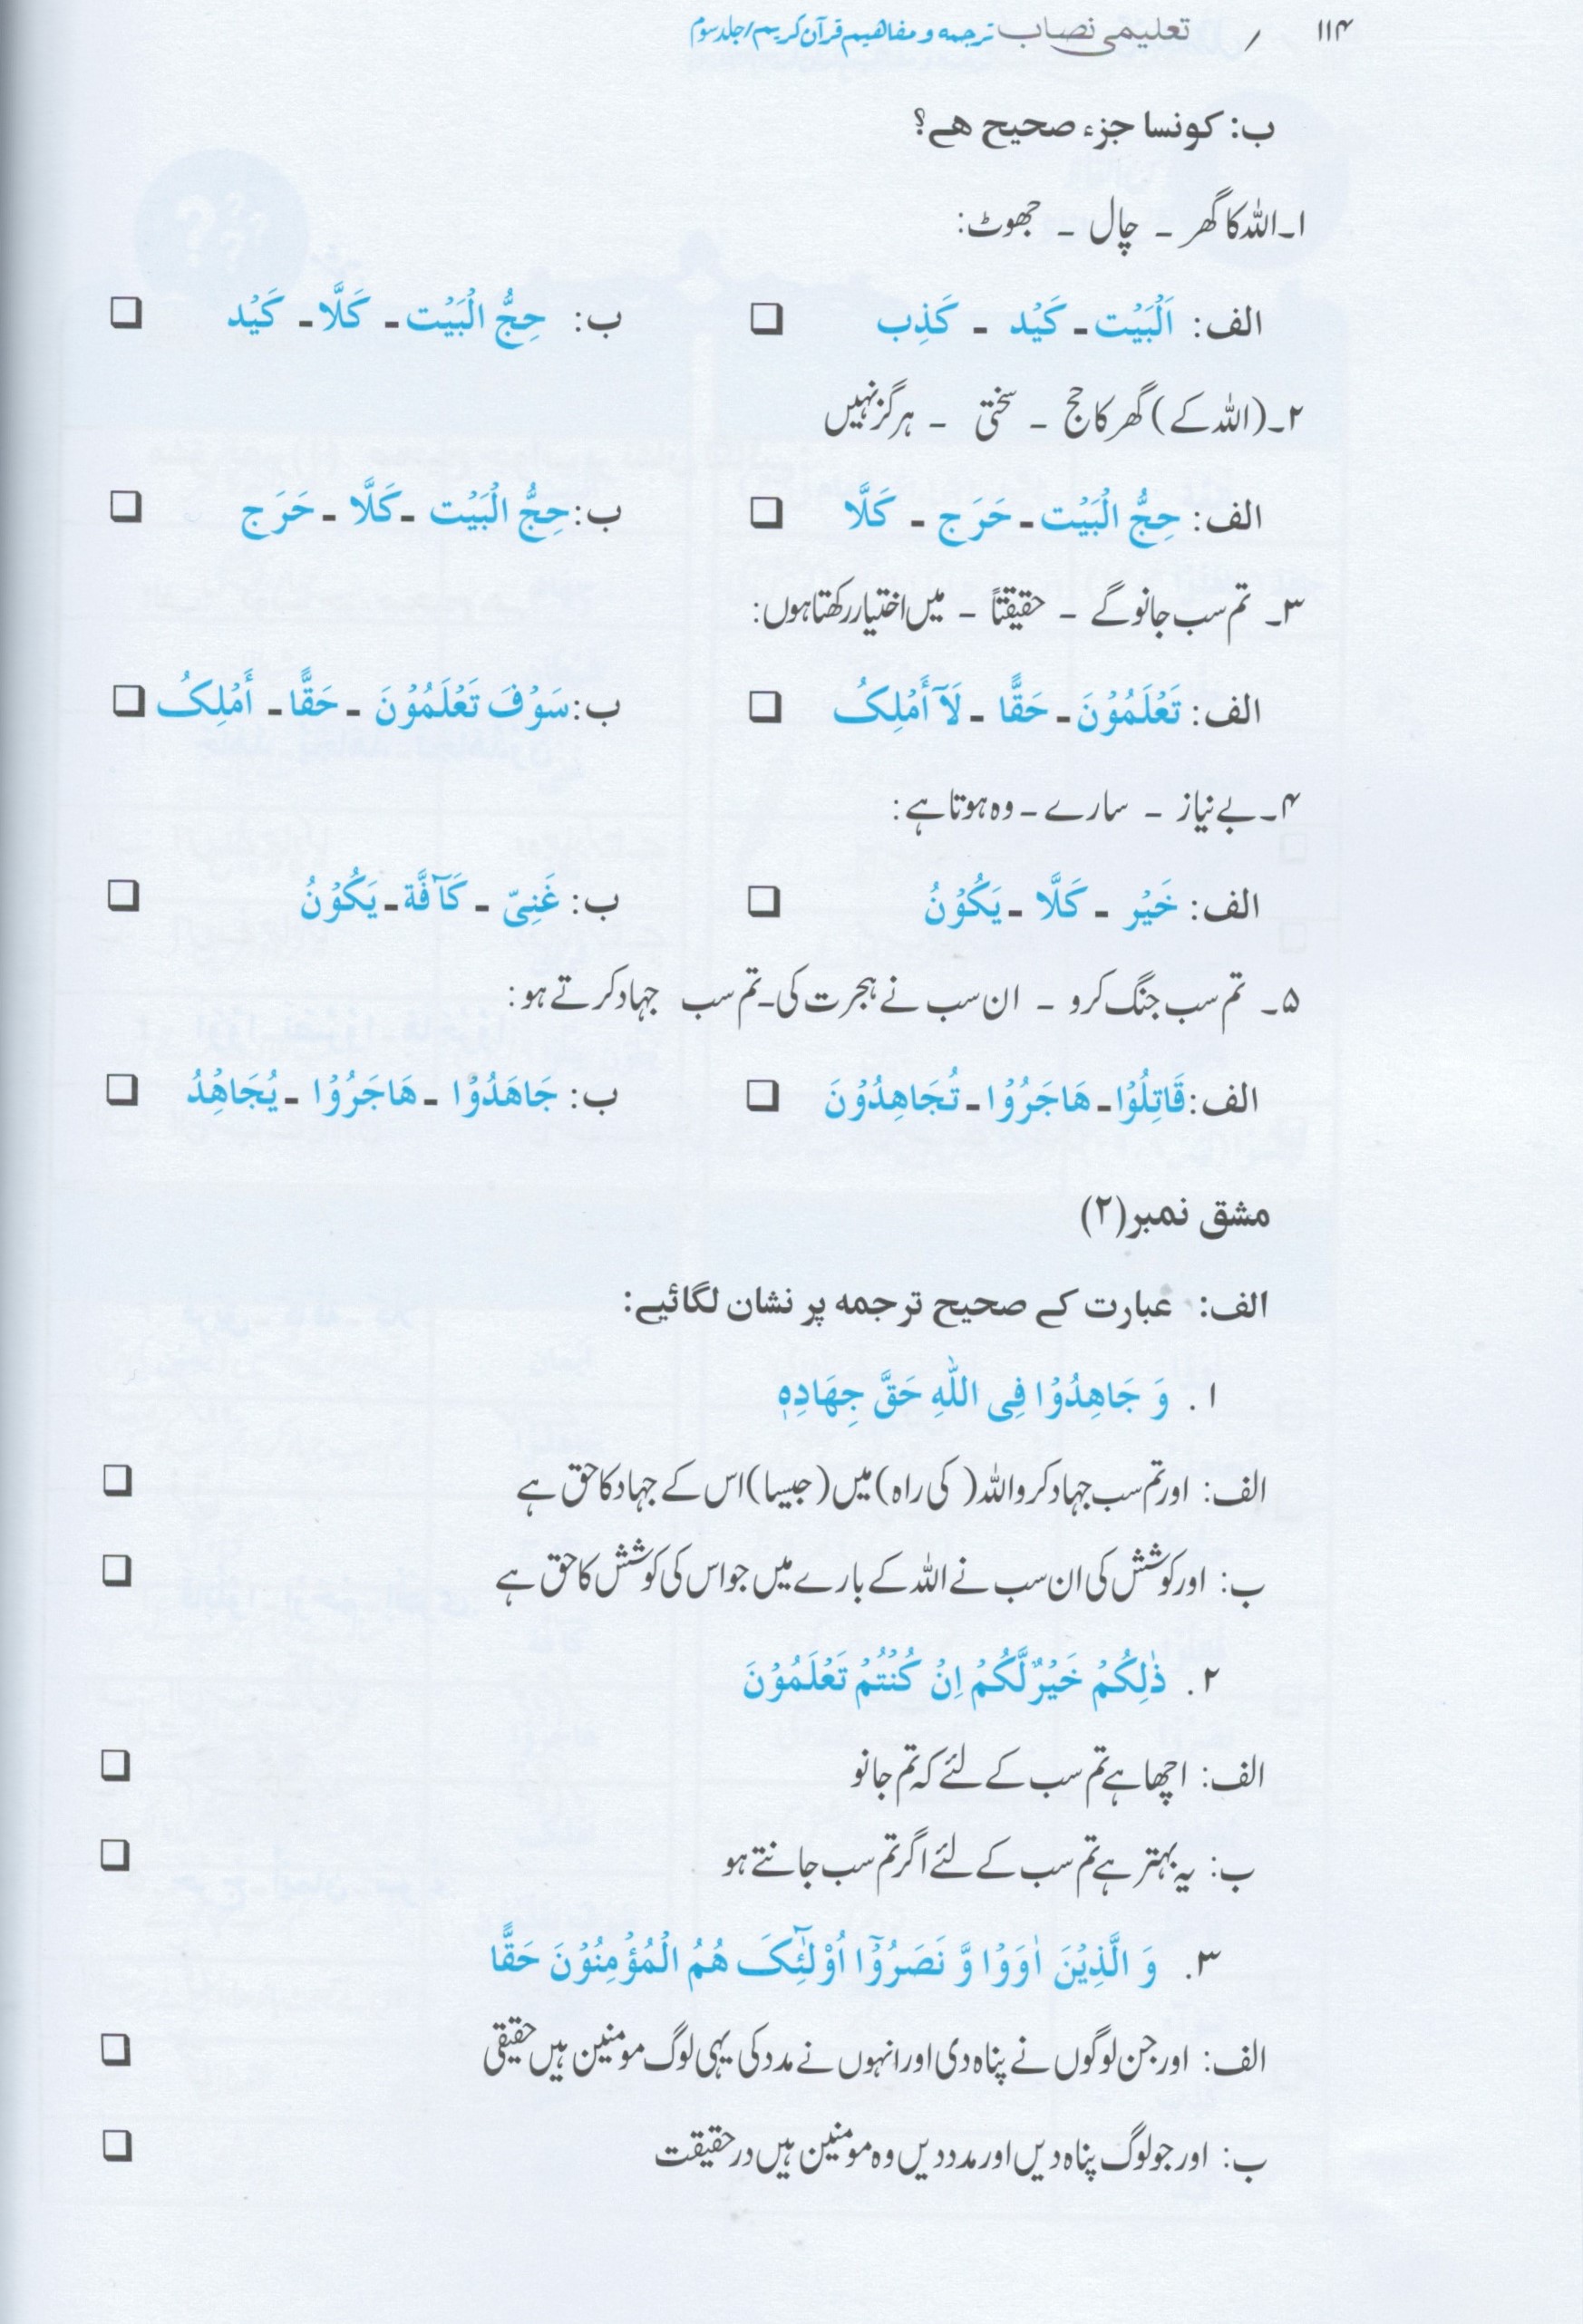 ۱۱۴ / تعلیمی نصاب ترجمه و مفاهیم قرآن کریم/جلد سوم
ب: کونسا جزء صحیح هے؟
۱۔اللہ کا گھر ۔ چال ۔ جھوٹ:
الف: اَلْبَیْت۔ کَیْد ۔ کَذِب ❏ ب: حِجُّ الْبَیْت۔ کَلَّا۔ کَیْد ❏
۲۔(اللہ کے) گھر کا حج ۔ سختی ۔ ہرگز نہیں
الف: حِجُّ الْبَیْت۔ حَرَج ۔ کَلَّا ❏ ب:حِجُّ الْبَیْت ۔کَلَّا ۔حَرَج ❏
۳۔ تم سب جانو گے ۔ حقیقتاً ۔ میں اختیار رکھتا ہوں:
الف: تَعْلَمُوْنَ۔ حَقًّا ۔ لَآ أَمْلِکُ ❏ ب:سَوْفَ تَعْلَمُوْنَ ۔ حَقًّا۔ أَمْلِکُ ❏
۴۔بے نیاز ۔ سارے ۔ وہ ہوتا ہے:
الف: خَیْر ۔ کَلَّا ۔یَکُوْنُ ❏ ب: غَنِیّ ۔ کَآفَّة۔یَکُوْنُ ❏
۵۔ تم سب جنگ کرو ۔ ان سب نے ہجرت کی۔تم سب جہاد کرتے ہو:
الف:قَاتِلُوْا۔هَاجَرُوْا۔تُجَاهِدُوْنَ ❏ ب: جَاهَدُوْا ۔هَاجَرُوْا ۔یُجَاهِدُ ❏
مشق نمبر(۲)
الف: عبارت کے صحیح ترجمه پر نشان لگائیے:
۱. وَ جَاهِدُوْا فِی اللّٰهِ حَقَّ جِهَادِهٖ
الف: اور تم سب جہاد کرو اللہ (کی راہ) میں (جیسا) اس کے جہاد کا حق ہے ❏
ب: اور کوشش کی ان سب نے اللہ کے بارے میں جو اس کی کوشش کا حق ہے ❏
۲. ذٰلِکُمْ خَیْرٌ لَّکُمْ اِنْ کُنْتُمْ تَعْلَمُوْنَ
الف: اچھا ہے تم سب کے لئے کہ تم جانو ❏
ب: یہ بہتر ہے تم سب کے لئے اگر تم سب جانتے ہو ❏
۳. وَ الَّذِیْنَ اٰوَوْا وَّ نَصَرُوْٓا اُوْلٰٓئِکَ هُمُ الْمُؤْمِنُوْنَ حَقًّا
الف: اور جن لوگوں نے پناہ دی اور انہوں نے مدد کی یہی لوگ مومنین ہیں حقیقی ❏
ب: اور جو لوگ پناہ دیں اور مدد دیں وہ مومنین ہیں در حقیقت ❏